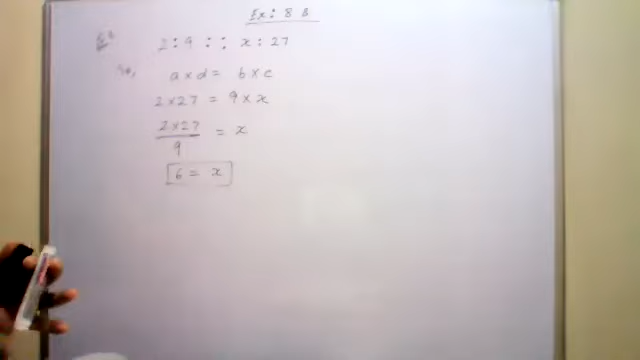 Ex: 8 B
2 : 9 : : x : 27
a x d = b x c
2 x 27 = 9 x x
2 x 27 = x
9
6 = x